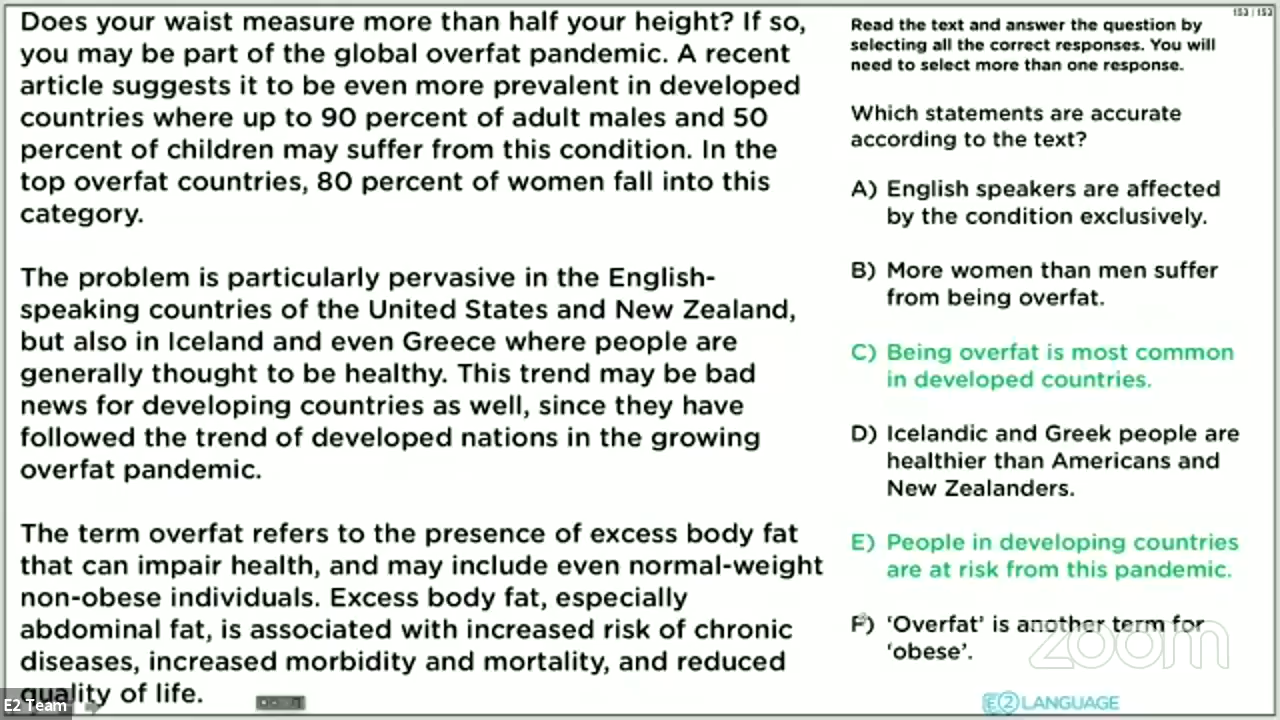 Does your waist measure more than half your height? If so,
you may be part of the global overfat pandemic. A recent
article suggests it to be even more prevalent in developed
countries where up to 90 percent of adult males and 50
percent of children may suffer from this condition. In the
top overfat countries, 80 percent of women fall into this
category.
The problem is particularly pervasive in the English-
speaking countries of the United States and New Zealand,
but also in Iceland and even Greece where people are
generally thought to be healthy. This trend may be bad
news for developing countries as well, since they have
followed the trend of developed nations in the growing
overfat pandemic.
The term overfat refers to the presence of excess body fat
that can impair health, and may include even normal-weight
non-obese individuals. Excess body fat, especially
abdominal fat, is associated with increased risk of chronic
diseases, increased morbidity and mortality, and reduced
quality of life.
E2 Team
153 | 153
Read the text and answer the question by
selecting all the correct responses. You will
need to select more than one response.
Which statements are accurate
according to the text?
A) English speakers are affected
by the condition exclusively.
B) More women than men suffer
from being overfat.
C) Being overfat is most common
in developed countries.
D) Icelandic and Greek people are
healthier than Americans and
New Zealanders.
E) People in developing countries
are at risk from this pandemic.
F) 'Overfat' is another term for
'obese'.
zoom
E2 LANGUAGE